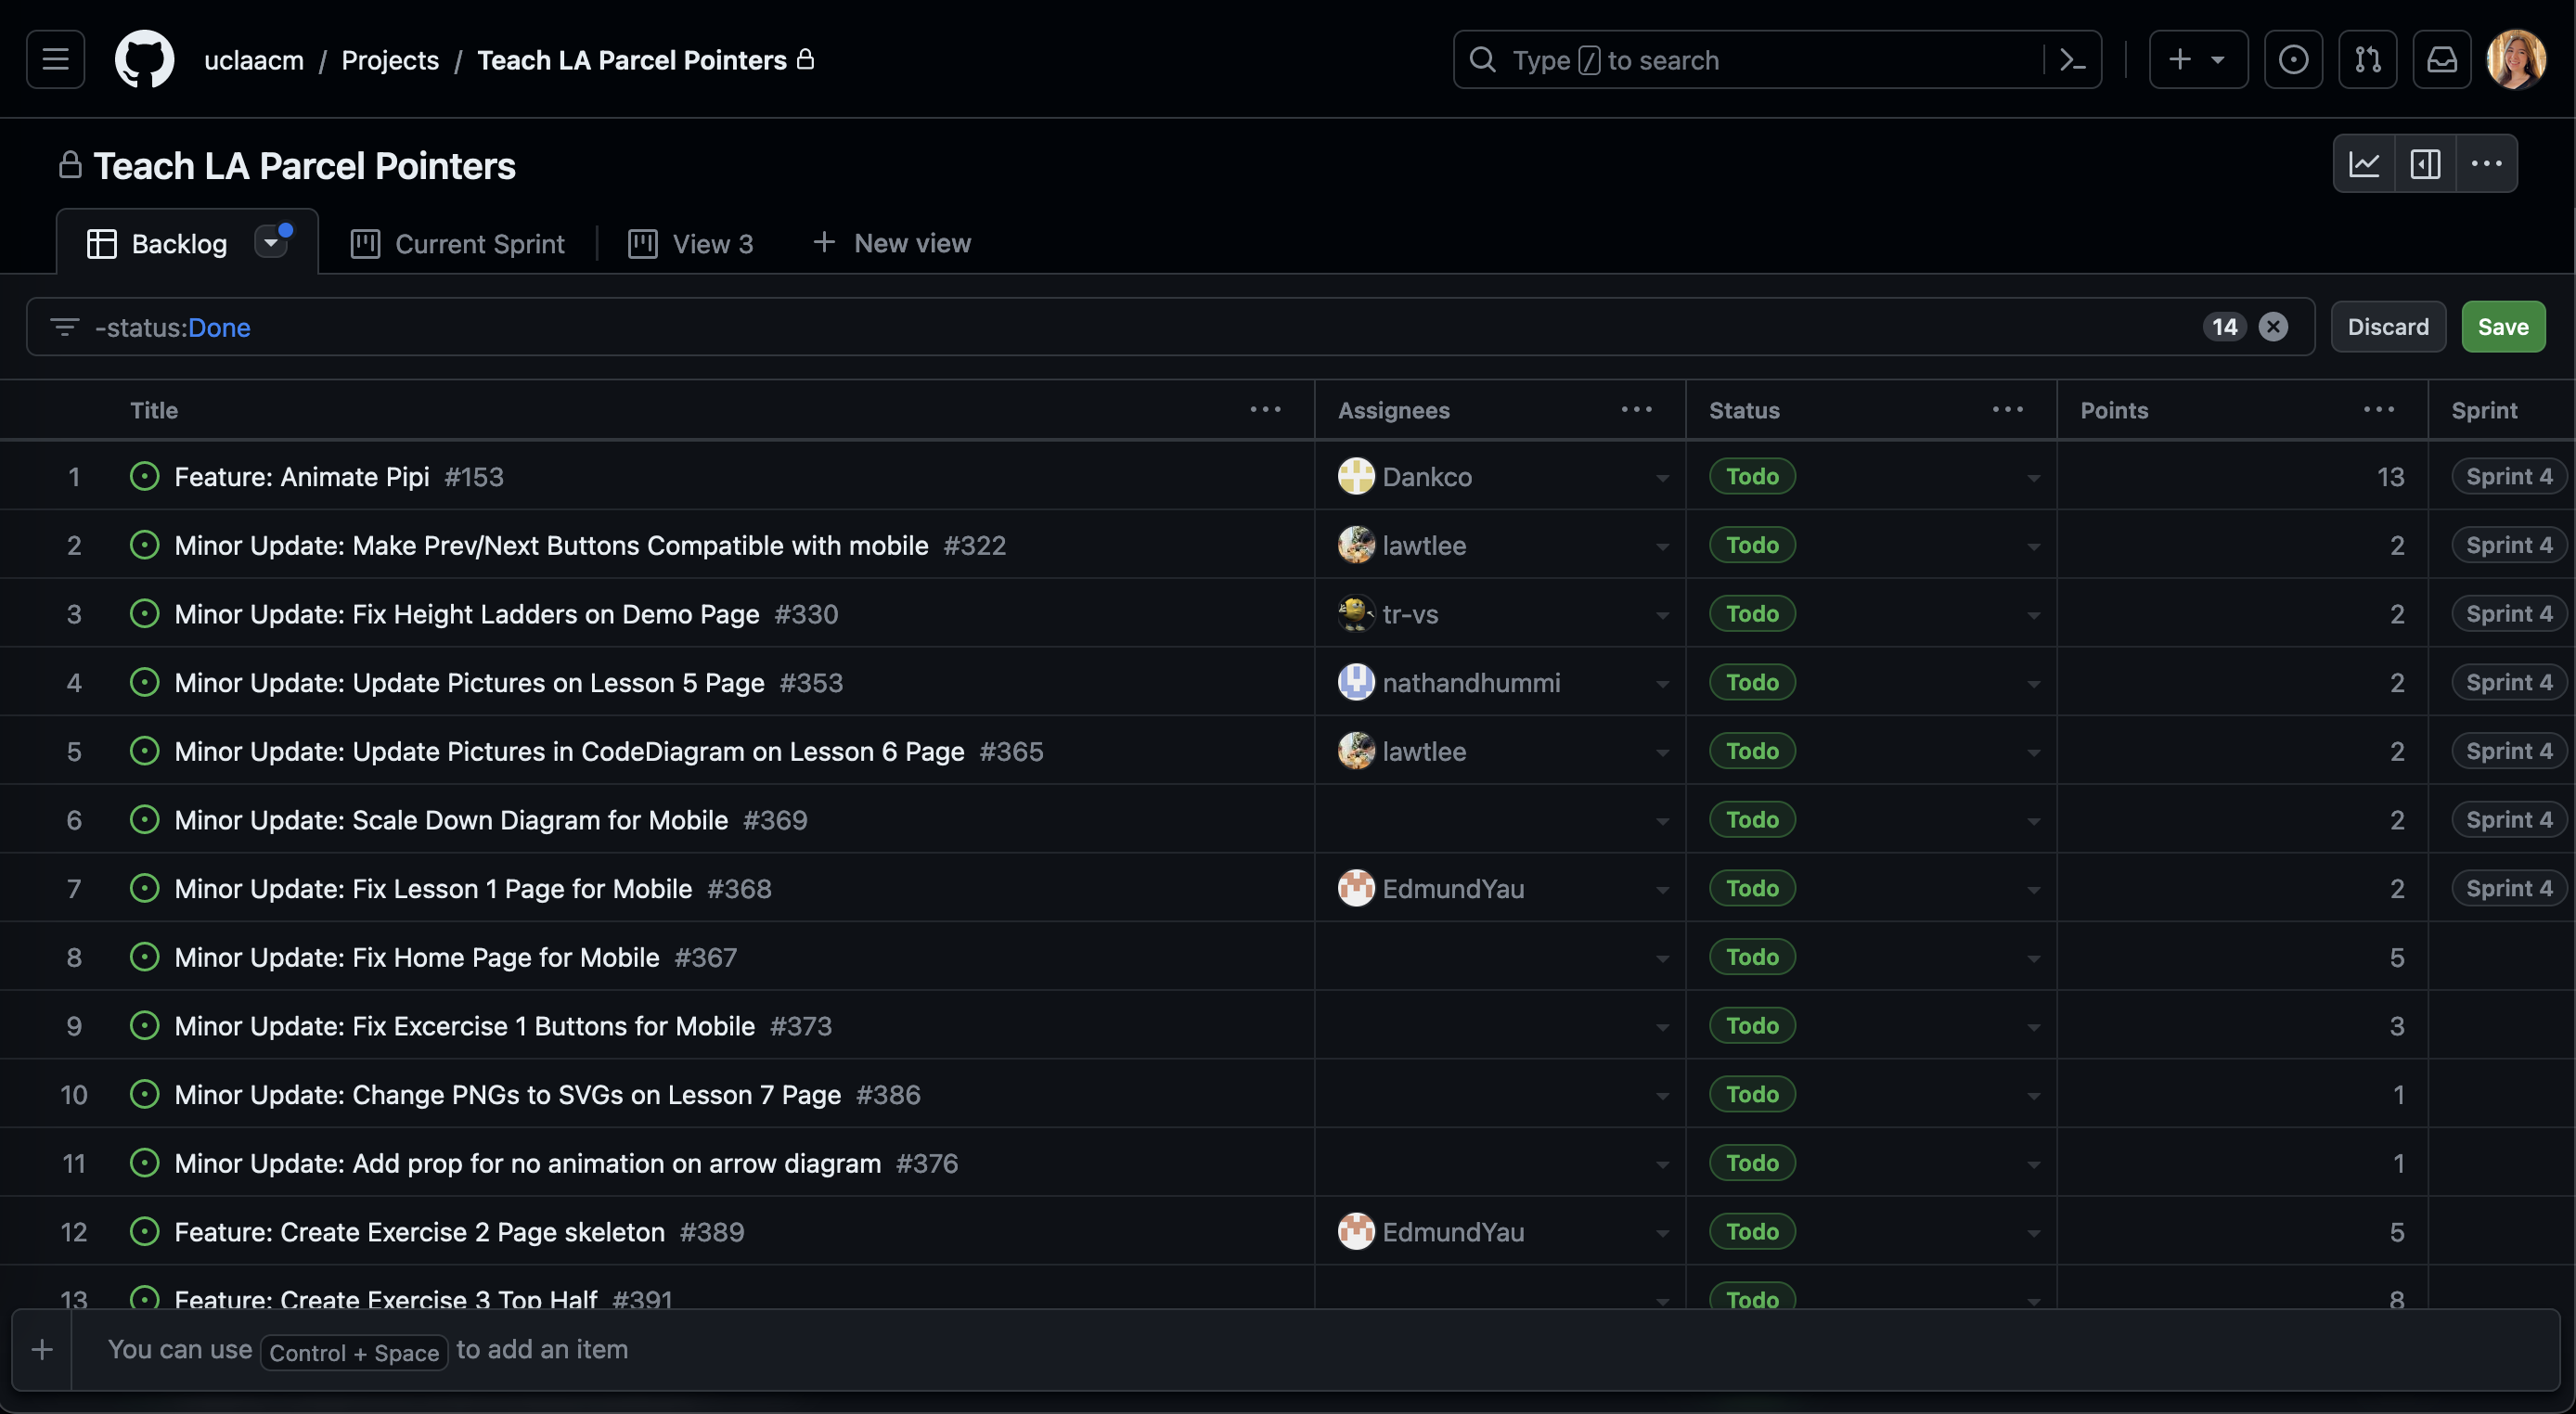 uclaacm / Projects / Teach LA Parcel Pointers Type / to search
Teach LA Parcel Pointers
Backlog Current Sprint View 3 + New view
-status:Done 14 Discard Save
Title Assignees Status Points Sprint
1 Feature: Animate Pipi #153 Dankco Todo 13 Sprint 4
2 Minor Update: Make Prev/Next Buttons Compatible with mobile #322 lawtlee Todo 2 Sprint 4
3 Minor Update: Fix Height Ladders on Demo Page #330 tr-vs Todo 2 Sprint 4
4 Minor Update: Update Pictures on Lesson 5 Page #353 nathandhummi Todo 2 Sprint 4
5 Minor Update: Update Pictures in CodeDiagram on Lesson 6 Page #365 lawtlee Todo 2 Sprint 4
6 Minor Update: Scale Down Diagram for Mobile #369 Todo 2 Sprint 4
7 Minor Update: Fix Lesson 1 Page for Mobile #368 EdmundYau Todo 2 Sprint 4
8 Minor Update: Fix Home Page for Mobile #367 Todo 5
9 Minor Update: Fix Excercise 1 Buttons for Mobile #373 Todo 3
10 Minor Update: Change PNGs to SVGs on Lesson 7 Page #386 Todo 1
11 Minor Update: Add prop for no animation on arrow diagram #376 Todo 1
12 Feature: Create Exercise 2 Page skeleton #389 EdmundYau Todo 5
13 Feature: Create Exercise 3 Top Half #391 Todo 8
+ You can use Control + Space to add an item